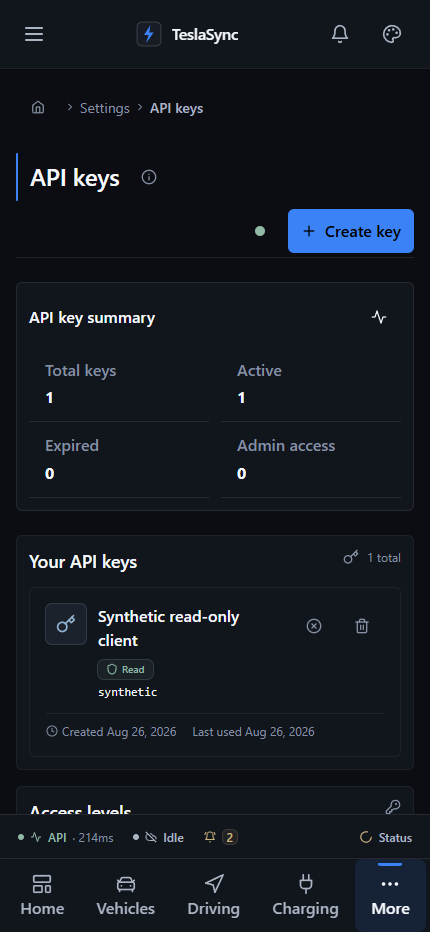 TeslaSync
Settings API keys
API keys
Create key
API key summary
Total keys Active
1 1
Expired Admin access
0 0
Your API keys 1 total
Synthetic read-only
client
Read
synthetic
Created Aug 26, 2026 Last used Aug 26, 2026
Access levels
API · 214ms Idle 2 Status
Home Vehicles Driving Charging More